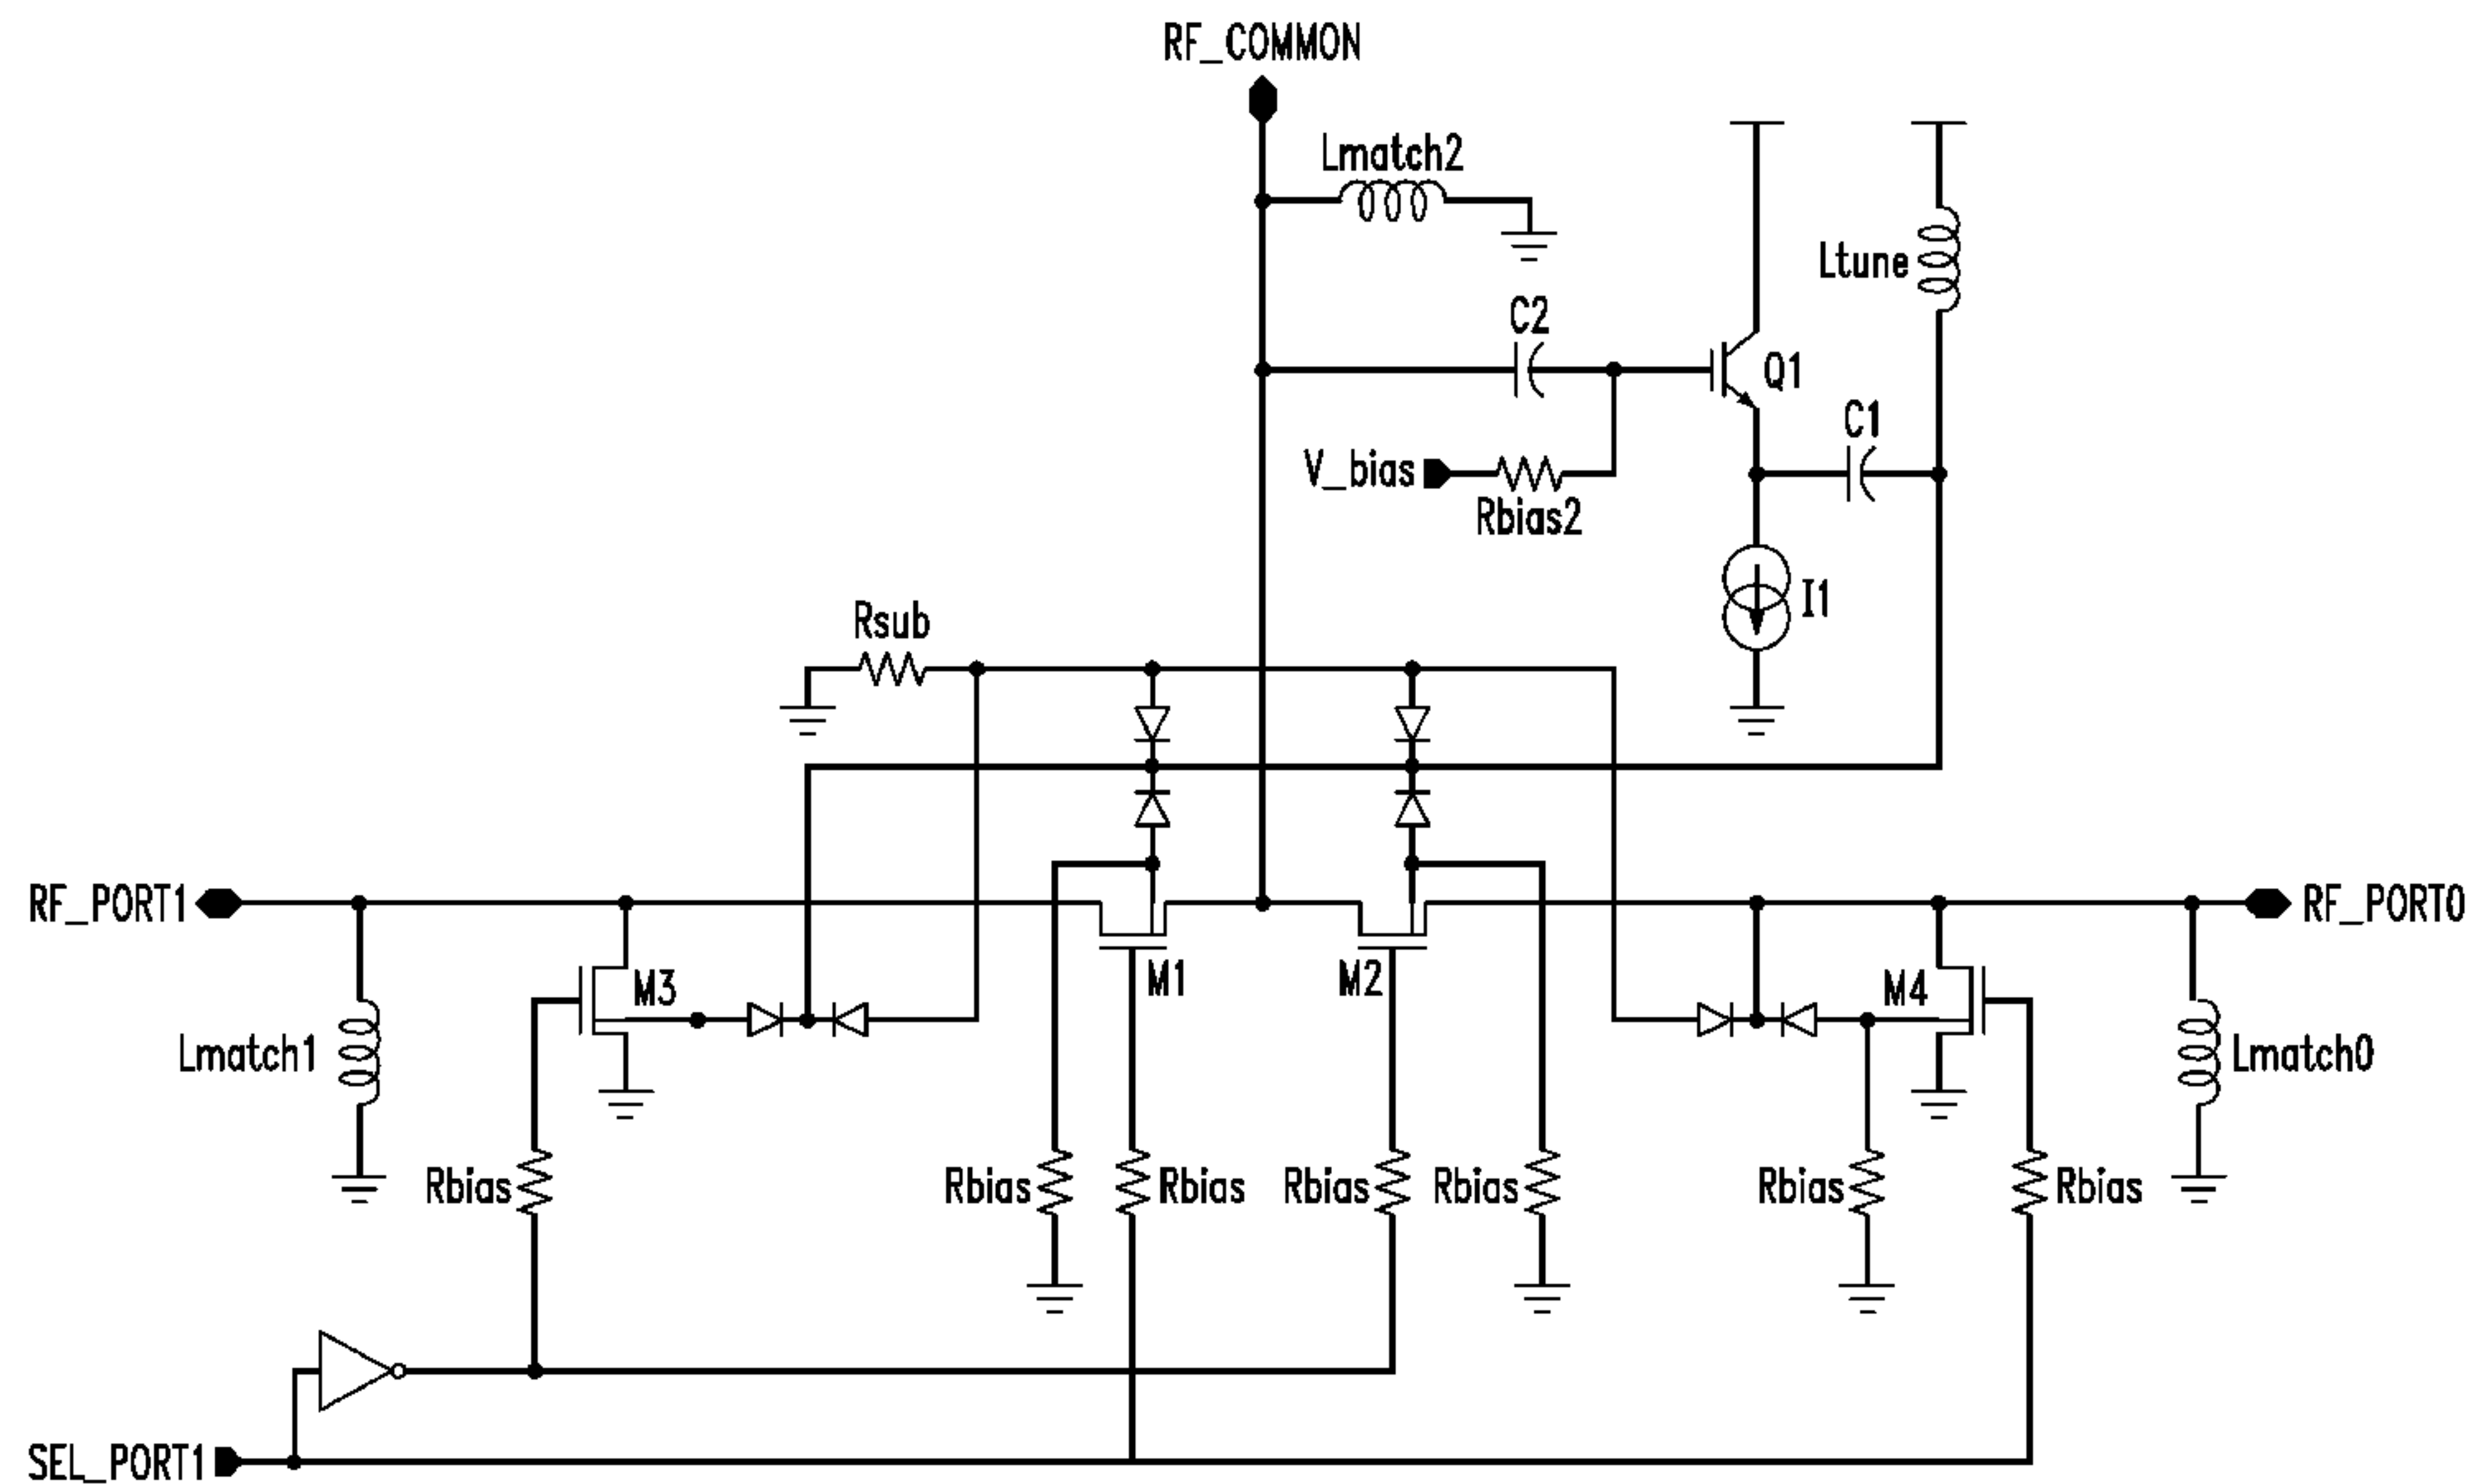 RF_COMMON
Lmatch2
Ltune
C2
Q1
C1
V_bias
Rbias2
I1
Rsub
RF_PORT1
RF_PORT0
M3
M1
M2
M4
Lmatch1
Lmatch0
Rbias
Rbias
Rbias
Rbias
Rbias
Rbias
Rbias
SEL_PORT1